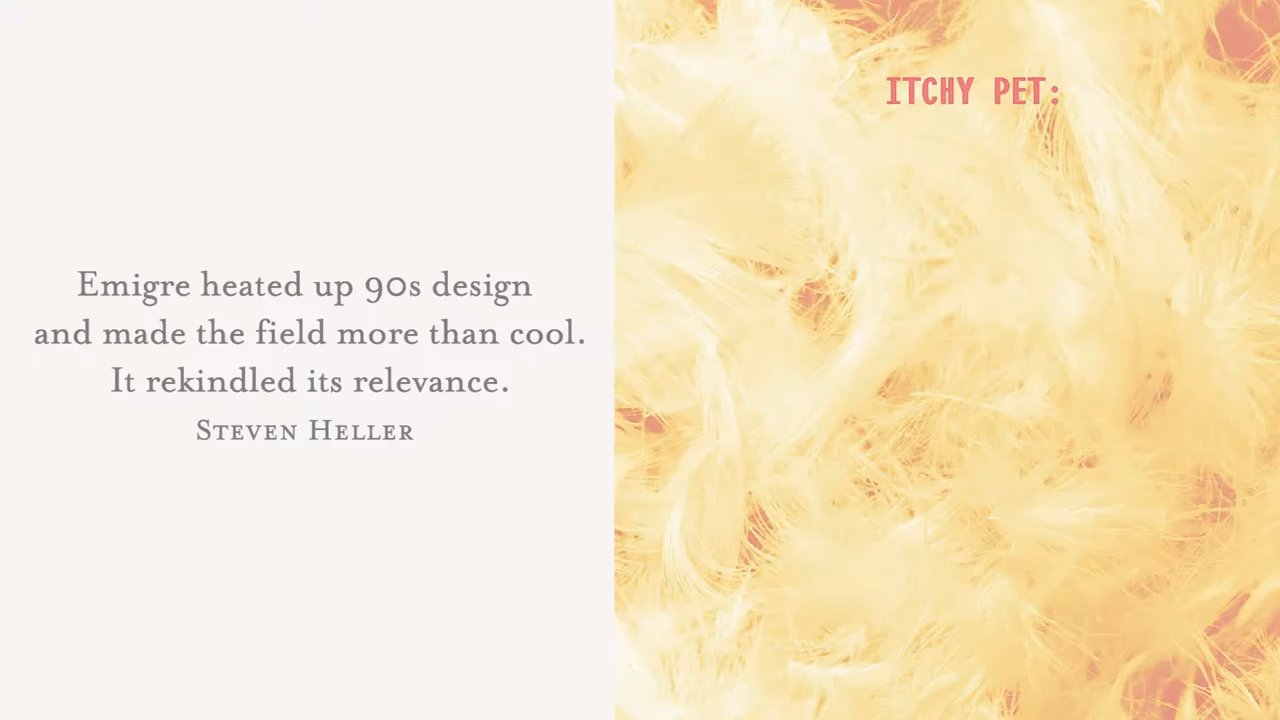 Emigre heated up 90s design
and made the field more than cool.
It rekindled its relevance.
Steven Heller
ITCHY PET: